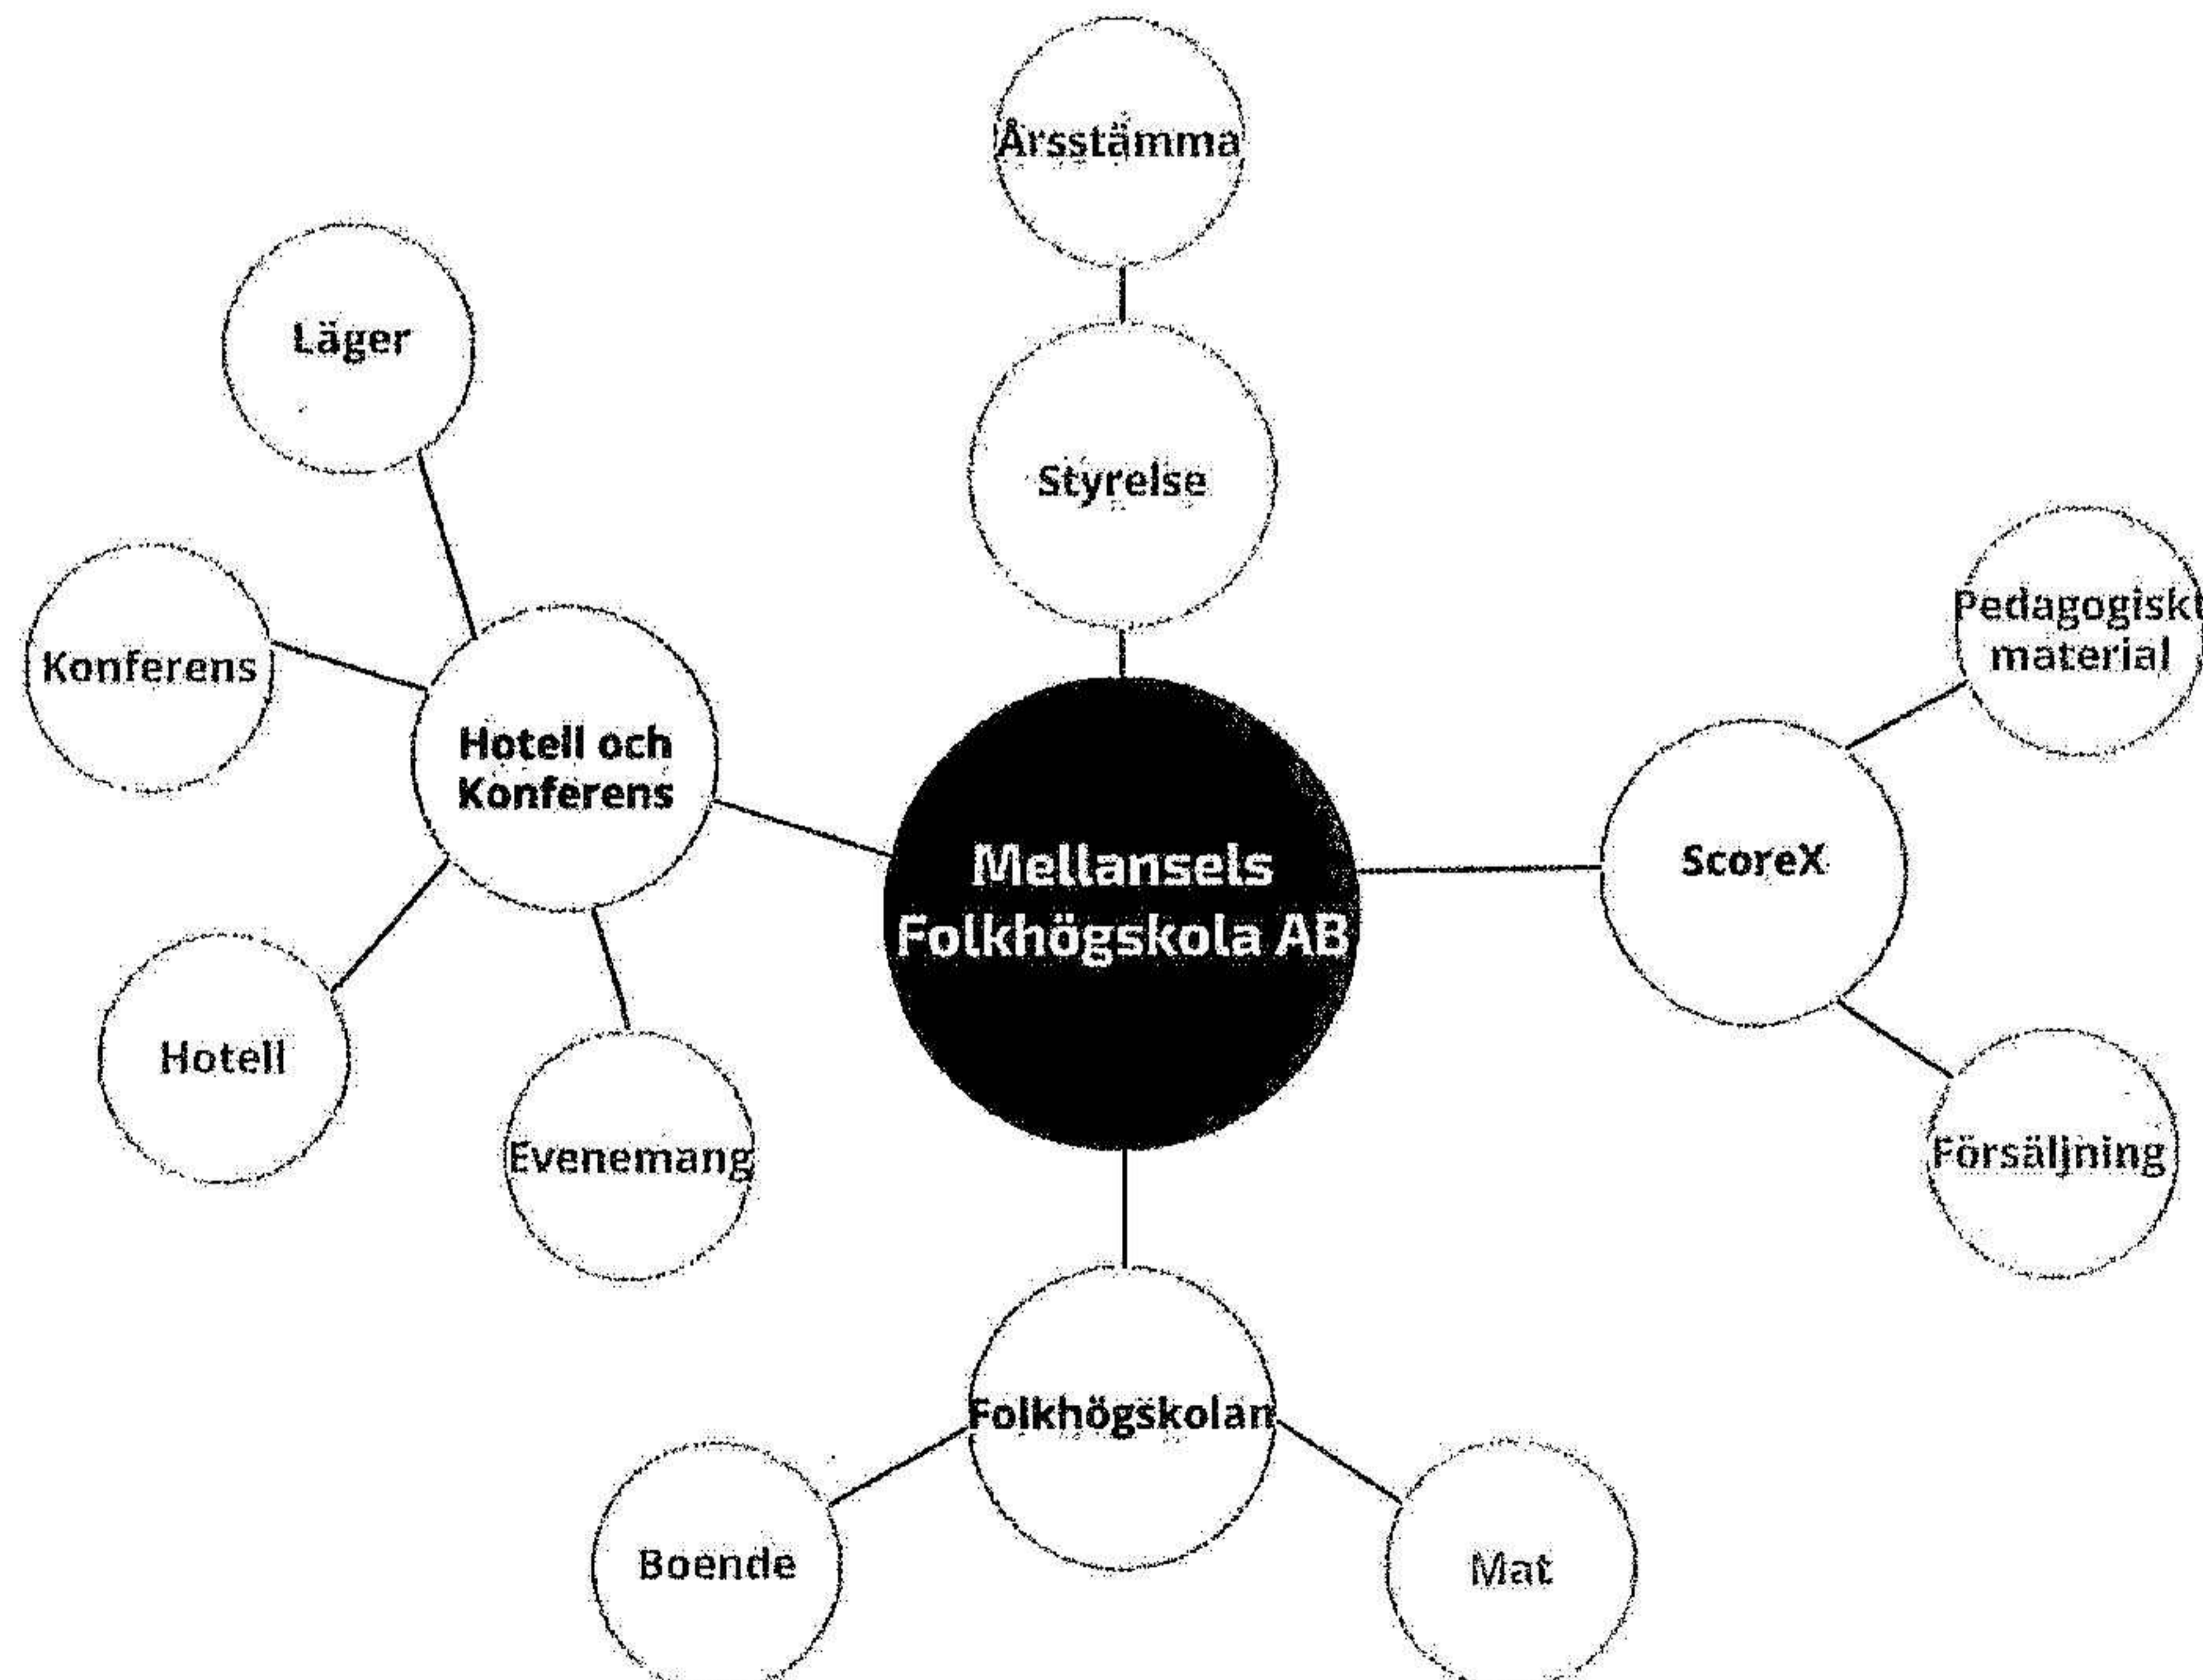 Årsstämma
Läger
Styrelse
Pedagogiskt
material
Konferens
Hotell och
Konferens
ScoreX
Mellansels
Folkhögskola AB
Hotell
Evenemang
Försäljning
Folkhögskolan
Boende
Mat